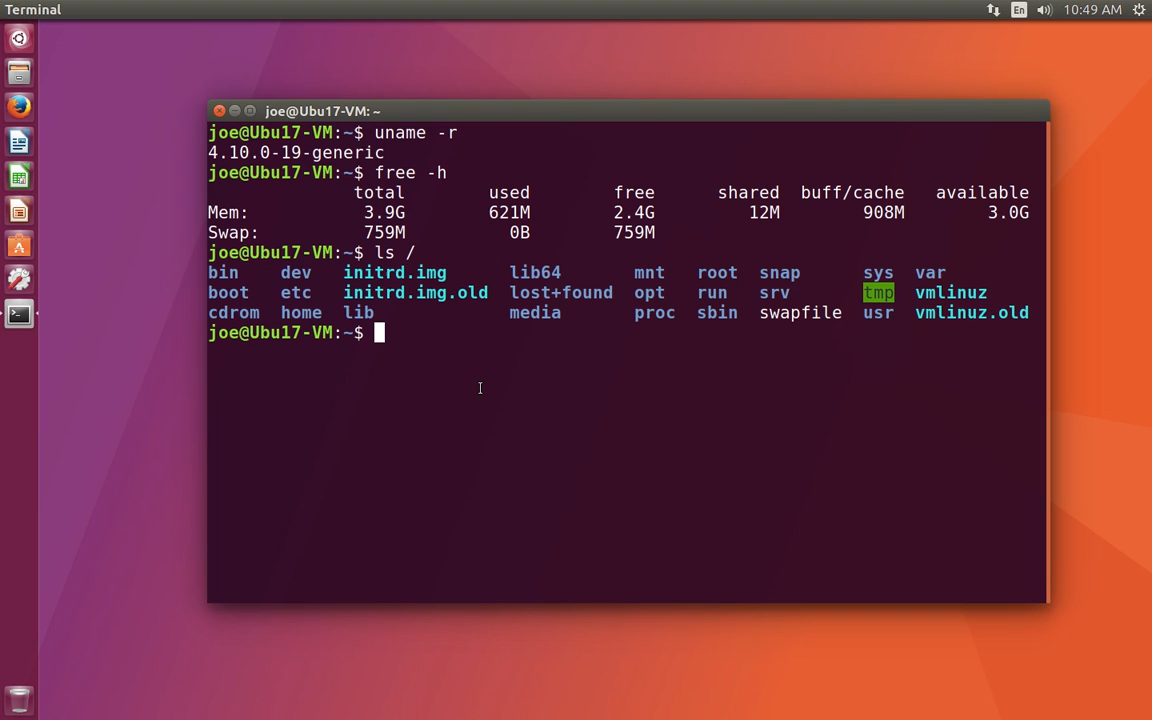 Terminal En 10:49 AM
joe@Ubu17-VM: ~
joe@Ubu17-VM:~$ uname -r
4.10.0-19-generic
joe@Ubu17-VM:~$ free -h
total used free shared buff/cache available
Mem: 3.9G 621M 2.4G 12M 908M 3.0G
Swap: 759M 0B 759M
joe@Ubu17-VM:~$ ls /
bin dev initrd.img lib64 mnt root snap sys var
boot etc initrd.img.old lost+found opt run srv tmp vmlinuz
cdrom home lib media proc sbin swapfile usr vmlinuz.old
joe@Ubu17-VM:~$